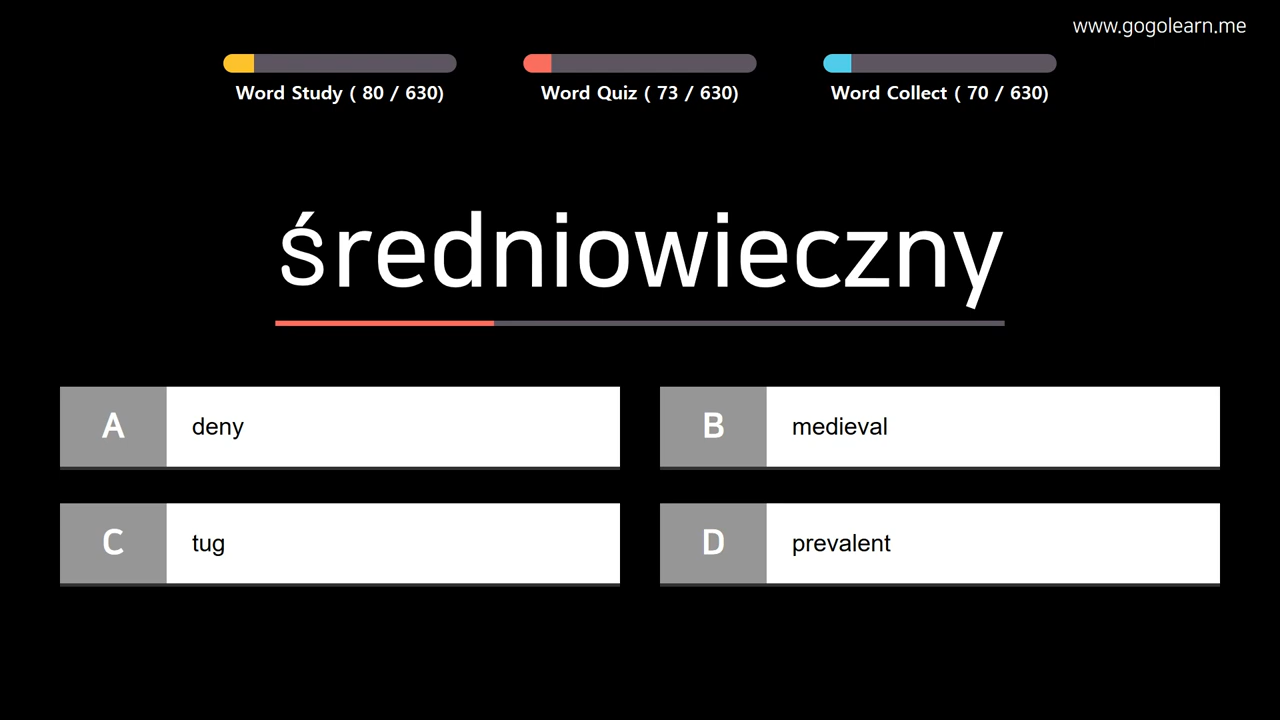 www.gogolearn.me
Word Study ( 80 / 630)
Word Quiz ( 73 / 630)
Word Collect ( 70 / 630)
średniowieczny
A deny
B medieval
C tug
D prevalent